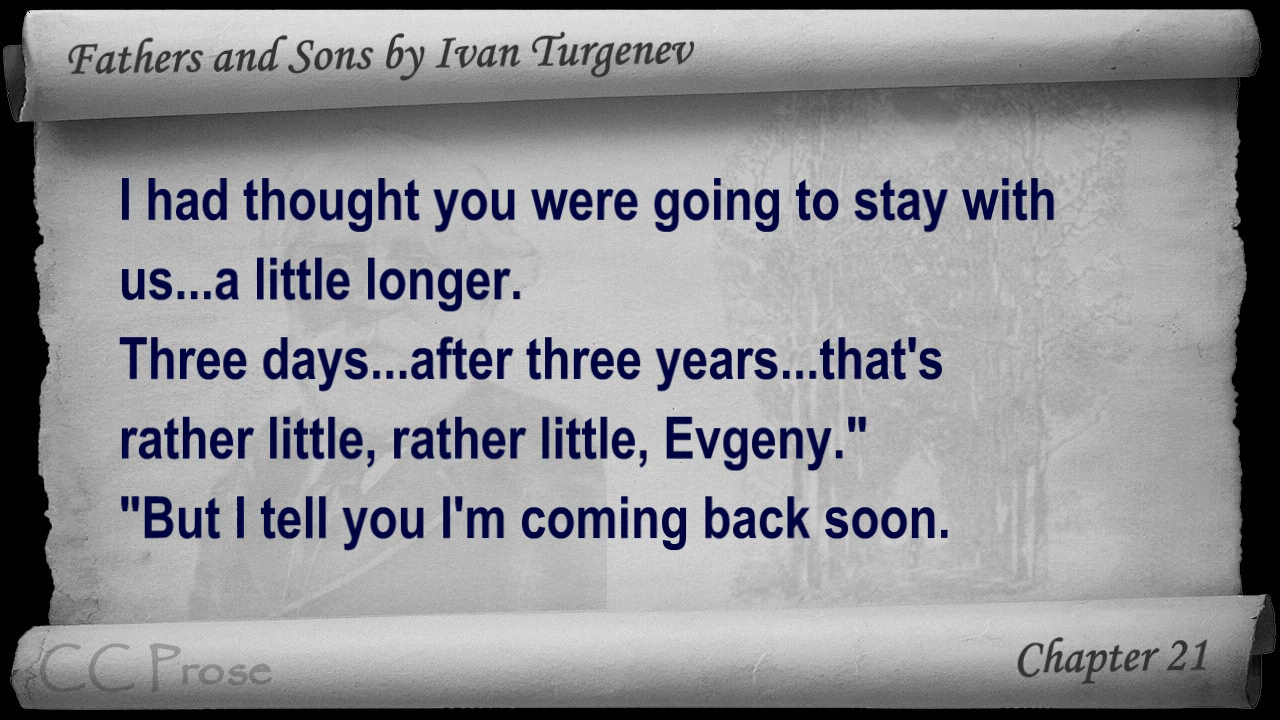 Fathers and Sons by Ivan Turgenev
I had thought you were going to stay with
us...a little longer.
Three days...after three years...that's
rather little, rather little, Evgeny."
"But I tell you I'm coming back soon.
CC Prose
Chapter 21